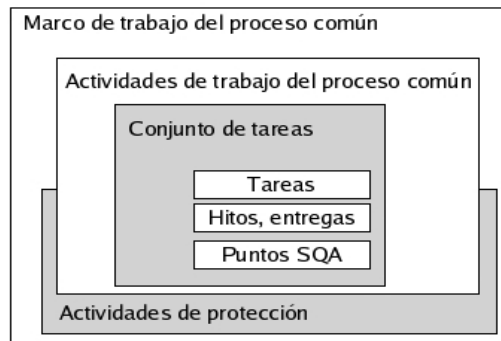 Marco de trabajo del proceso común
Actividades de trabajo del proceso común
Conjunto de tareas
Tareas
Hitos, entregas
Puntos SQA
Actividades de protección